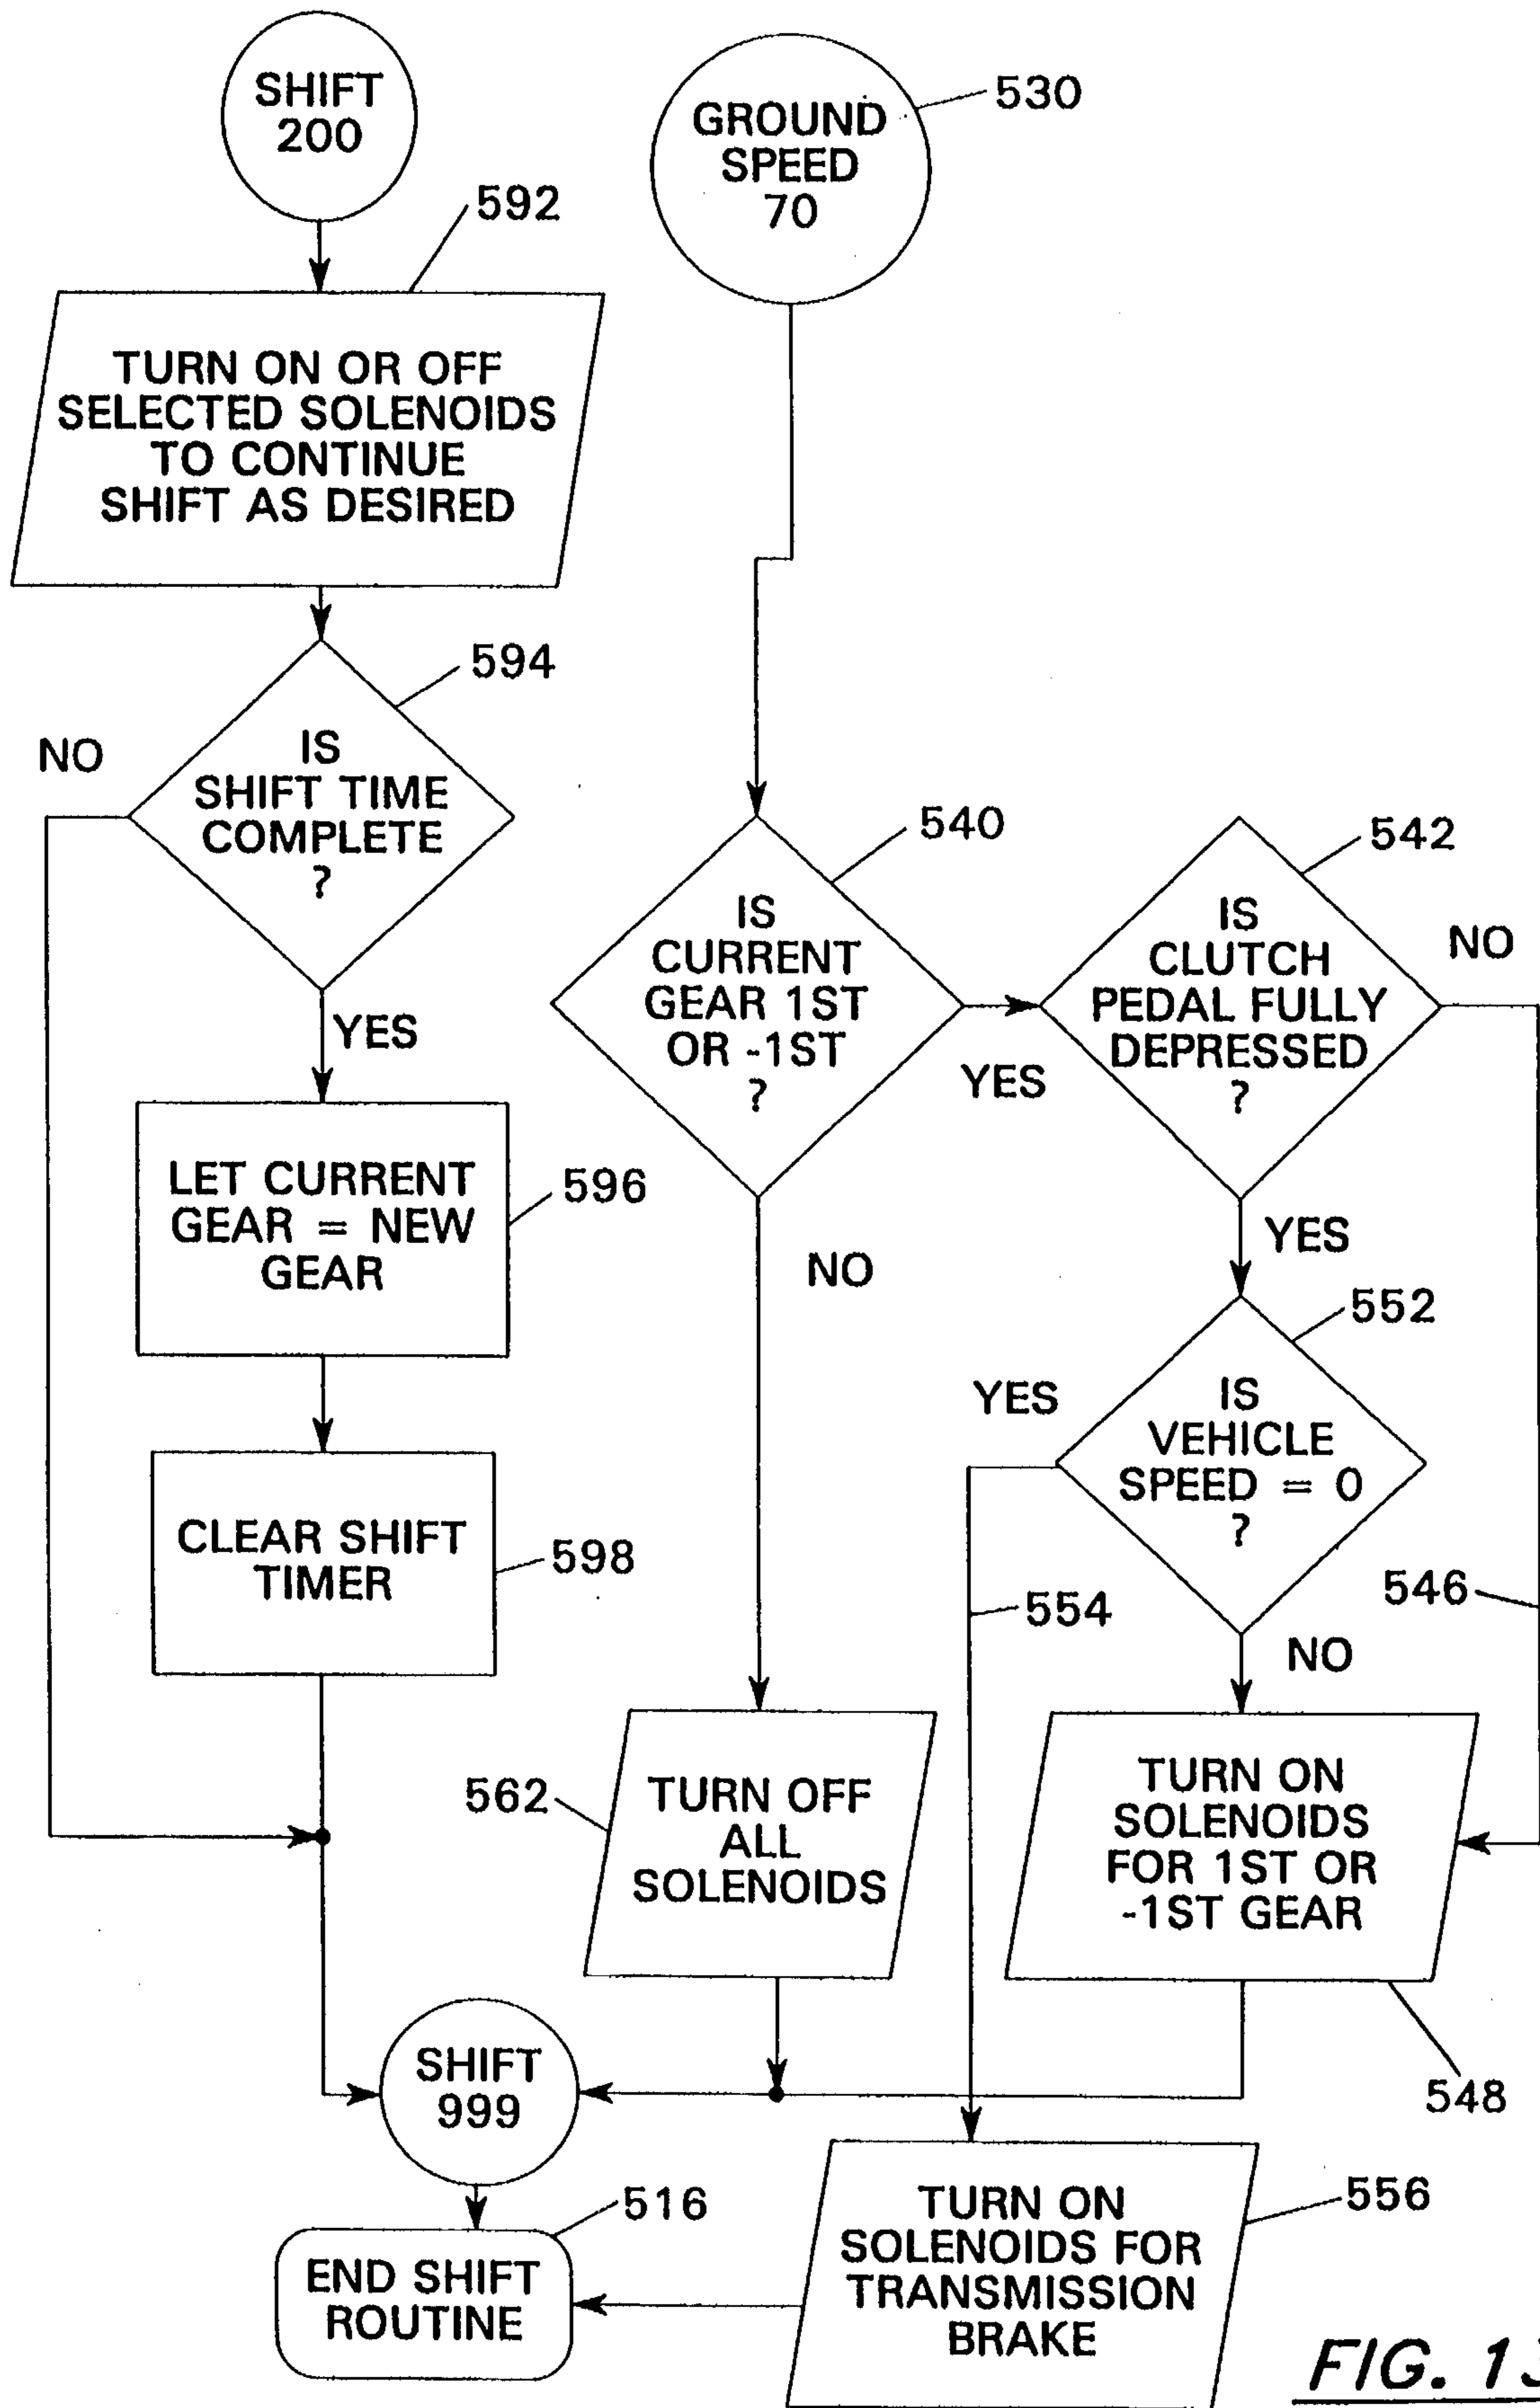 SHIFT
200
592
TURN ON OR OFF
SELECTED SOLENOIDS
TO CONTINUE
SHIFT AS DESIRED
594
NO
IS
SHIFT TIME
COMPLETE
?
YES
LET CURRENT
GEAR = NEW
GEAR
596
CLEAR SHIFT
TIMER
598
GROUND
SPEED
70
530
540
IS
CURRENT
GEAR 1ST
OR -1ST
?
YES
NO
542
IS
CLUTCH
PEDAL FULLY
DEPRESSED
?
NO
YES
552
IS
VEHICLE
SPEED = 0
?
YES
NO
554
546
562
TURN OFF
ALL
SOLENOIDS
TURN ON
SOLENOIDS
FOR 1ST OR
-1ST GEAR
548
SHIFT
999
516
END SHIFT
ROUTINE
TURN ON
SOLENOIDS FOR
TRANSMISSION
BRAKE
556
FIG. 13